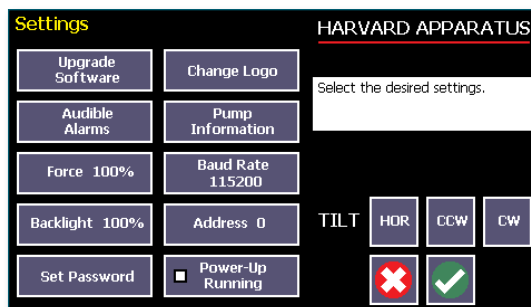 Settings
HARVARD APPARATUS
Upgrade
Software
Change Logo
Select the desired settings.
Audible
Alarms
Pump
Information
Force 100%
Baud Rate
115200
Backlight 100%
Address 0
TILT
HOR
CCW
CW
Set Password
Power-Up
Running